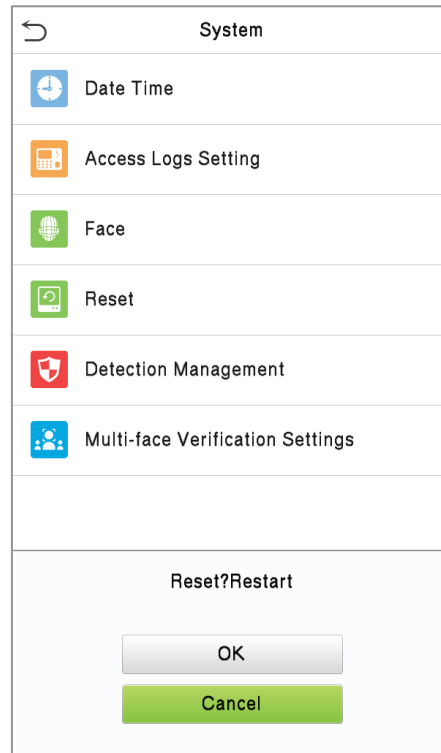 System
Date Time
Access Logs Setting
Face
Reset
Detection Management
Multi-face Verification Settings
Reset?Restart
OK
Cancel